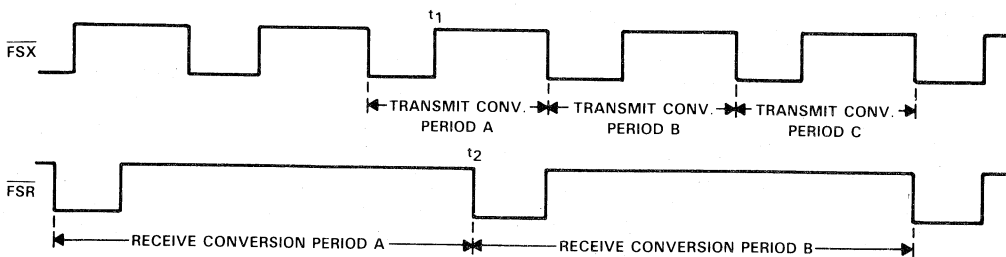 t1
FSX
TRANSMIT CONV.
PERIOD A
TRANSMIT CONV.
PERIOD B
TRANSMIT CONV.
PERIOD C
t2
FSR
RECEIVE CONVERSION PERIOD A
RECEIVE CONVERSION PERIOD B